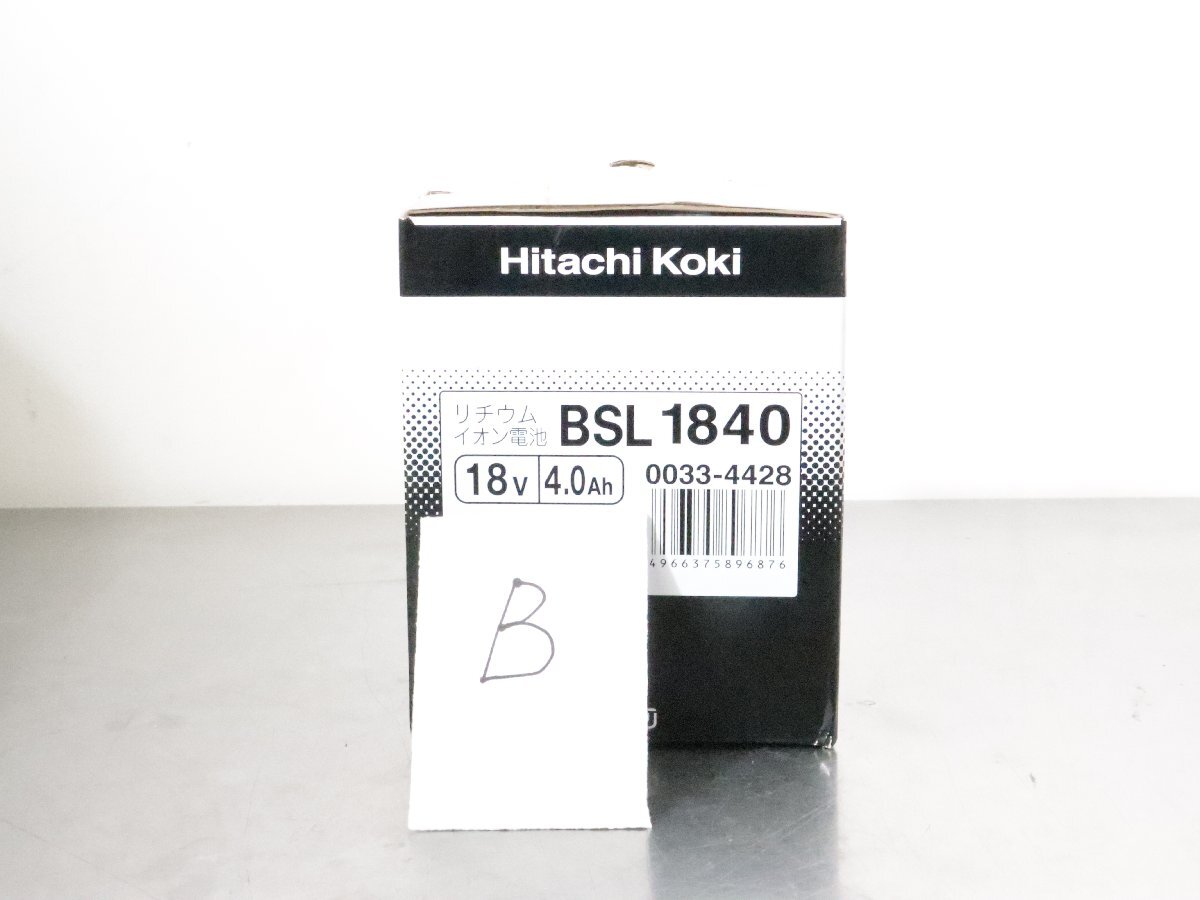 Hitachi Koki
リチウム
イオン電池
BSL 1840
18V 4.0Ah
0033-4428
4966375896876
B